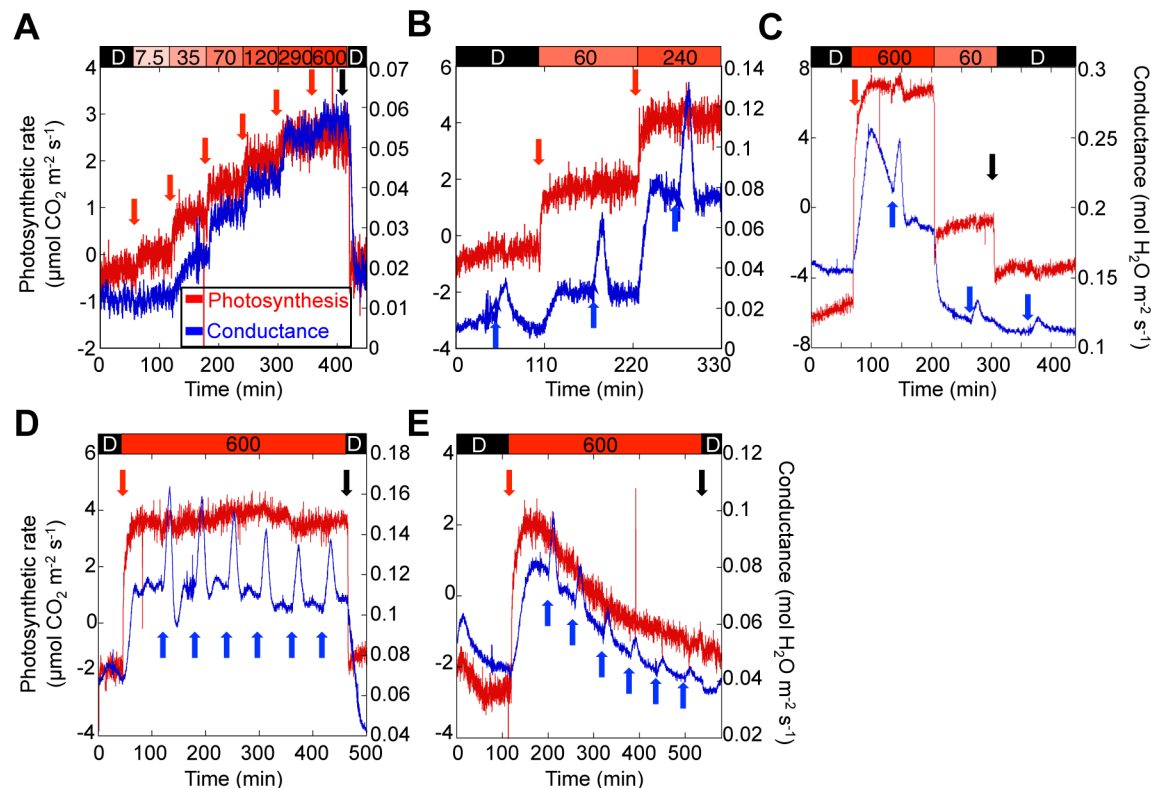 A
D 7.5 35 70 120 290 600 D
4
3
2
1
0
-1
-2
0.07
0.06
0.05
0.04
0.03
0.02
0.01
0
0 100 200 300 400
Time (min)
Photosynthetic rate
(µmol CO2 m-2 s-1)
Photosynthesis
Conductance
B
D 60 240
6
4
2
0
-2
-4
0.14
0.12
0.10
0.08
0.06
0.04
0.02
0
0 110 220 330
Time (min)
C
D 600 60 D
8
4
0
-4
-8
0.3
0.25
0.2
0.15
0.1
0 100 200 300 400
Time (min)
Conductance (mol H2O m-2 s-1)
D
D 600 D
6
4
2
0
-2
-4
0.18
0.16
0.14
0.12
0.10
0.08
0.06
0.04
0 100 200 300 400 500
Time (min)
Photosynthetic rate
(µmol CO2 m-2 s-1)
E
D 600 D
4
2
0
-2
-4
0.12
0.10
0.08
0.06
0.04
0.02
0 100 200 300 400 500
Time (min)
Conductance (mol H2O m-2 s-1)